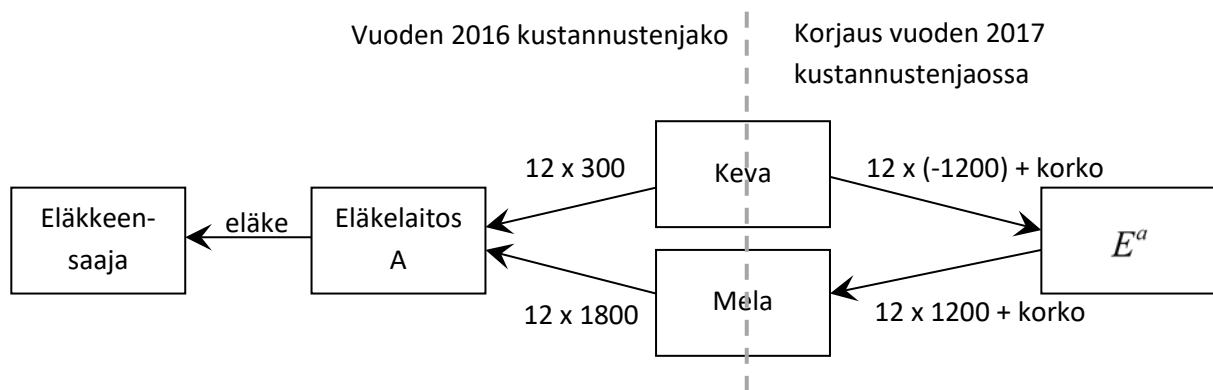 Vuoden 2016 kustannustenjako
Korjaus vuoden 2017
kustannustenjaossa
12 x 300
Keva
12 x (-1200) + korko
Eläkkeen-
saaja
eläke
Eläkelaitos
A
E^a
12 x 1800
Mela
12 x 1200 + korko